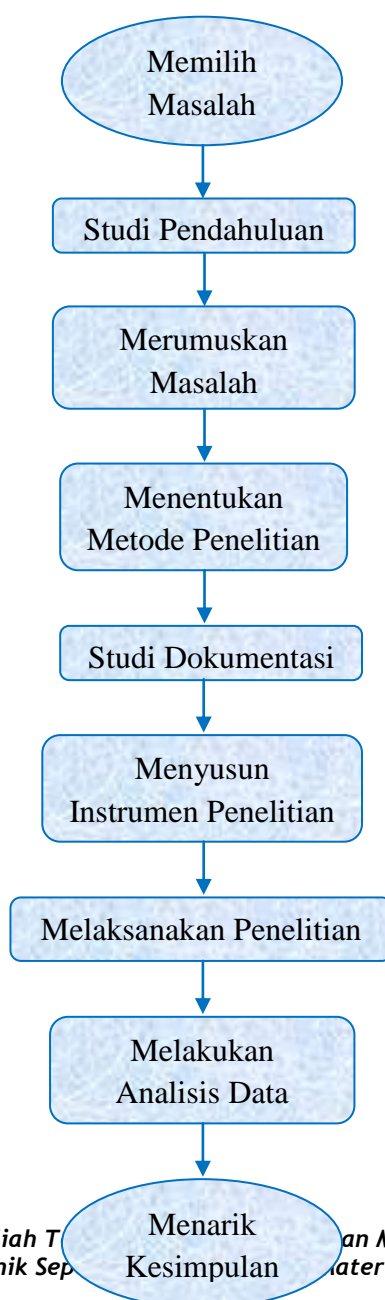 Memilih
Masalah
Studi Pendahuluan
Merumuskan
Masalah
Menentukan
Metode Penelitian
Studi Dokumentasi
Menyusun
Instrumen Penelitian
Melaksanakan Penelitian
Melakukan
Analisis Data
Menarik
Kesimpulan